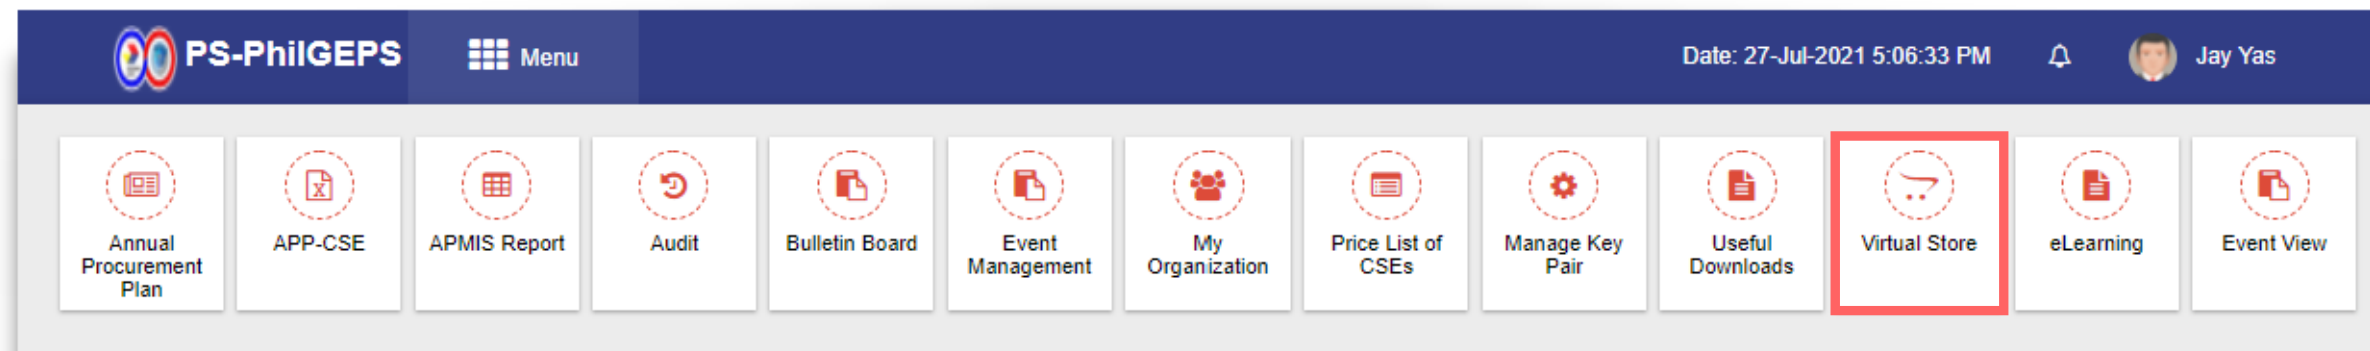 PS-PhilGEPS
Menu
Date: 27-Jul-2021 5:06:33 PM
Jay Yas
Annual
Procurement
Plan
APP-CSE
APMIS Report
Audit
Bulletin Board
Event
Management
My
Organization
Price List of
CSEs
Manage Key
Pair
Useful
Downloads
Virtual Store
eLearning
Event View